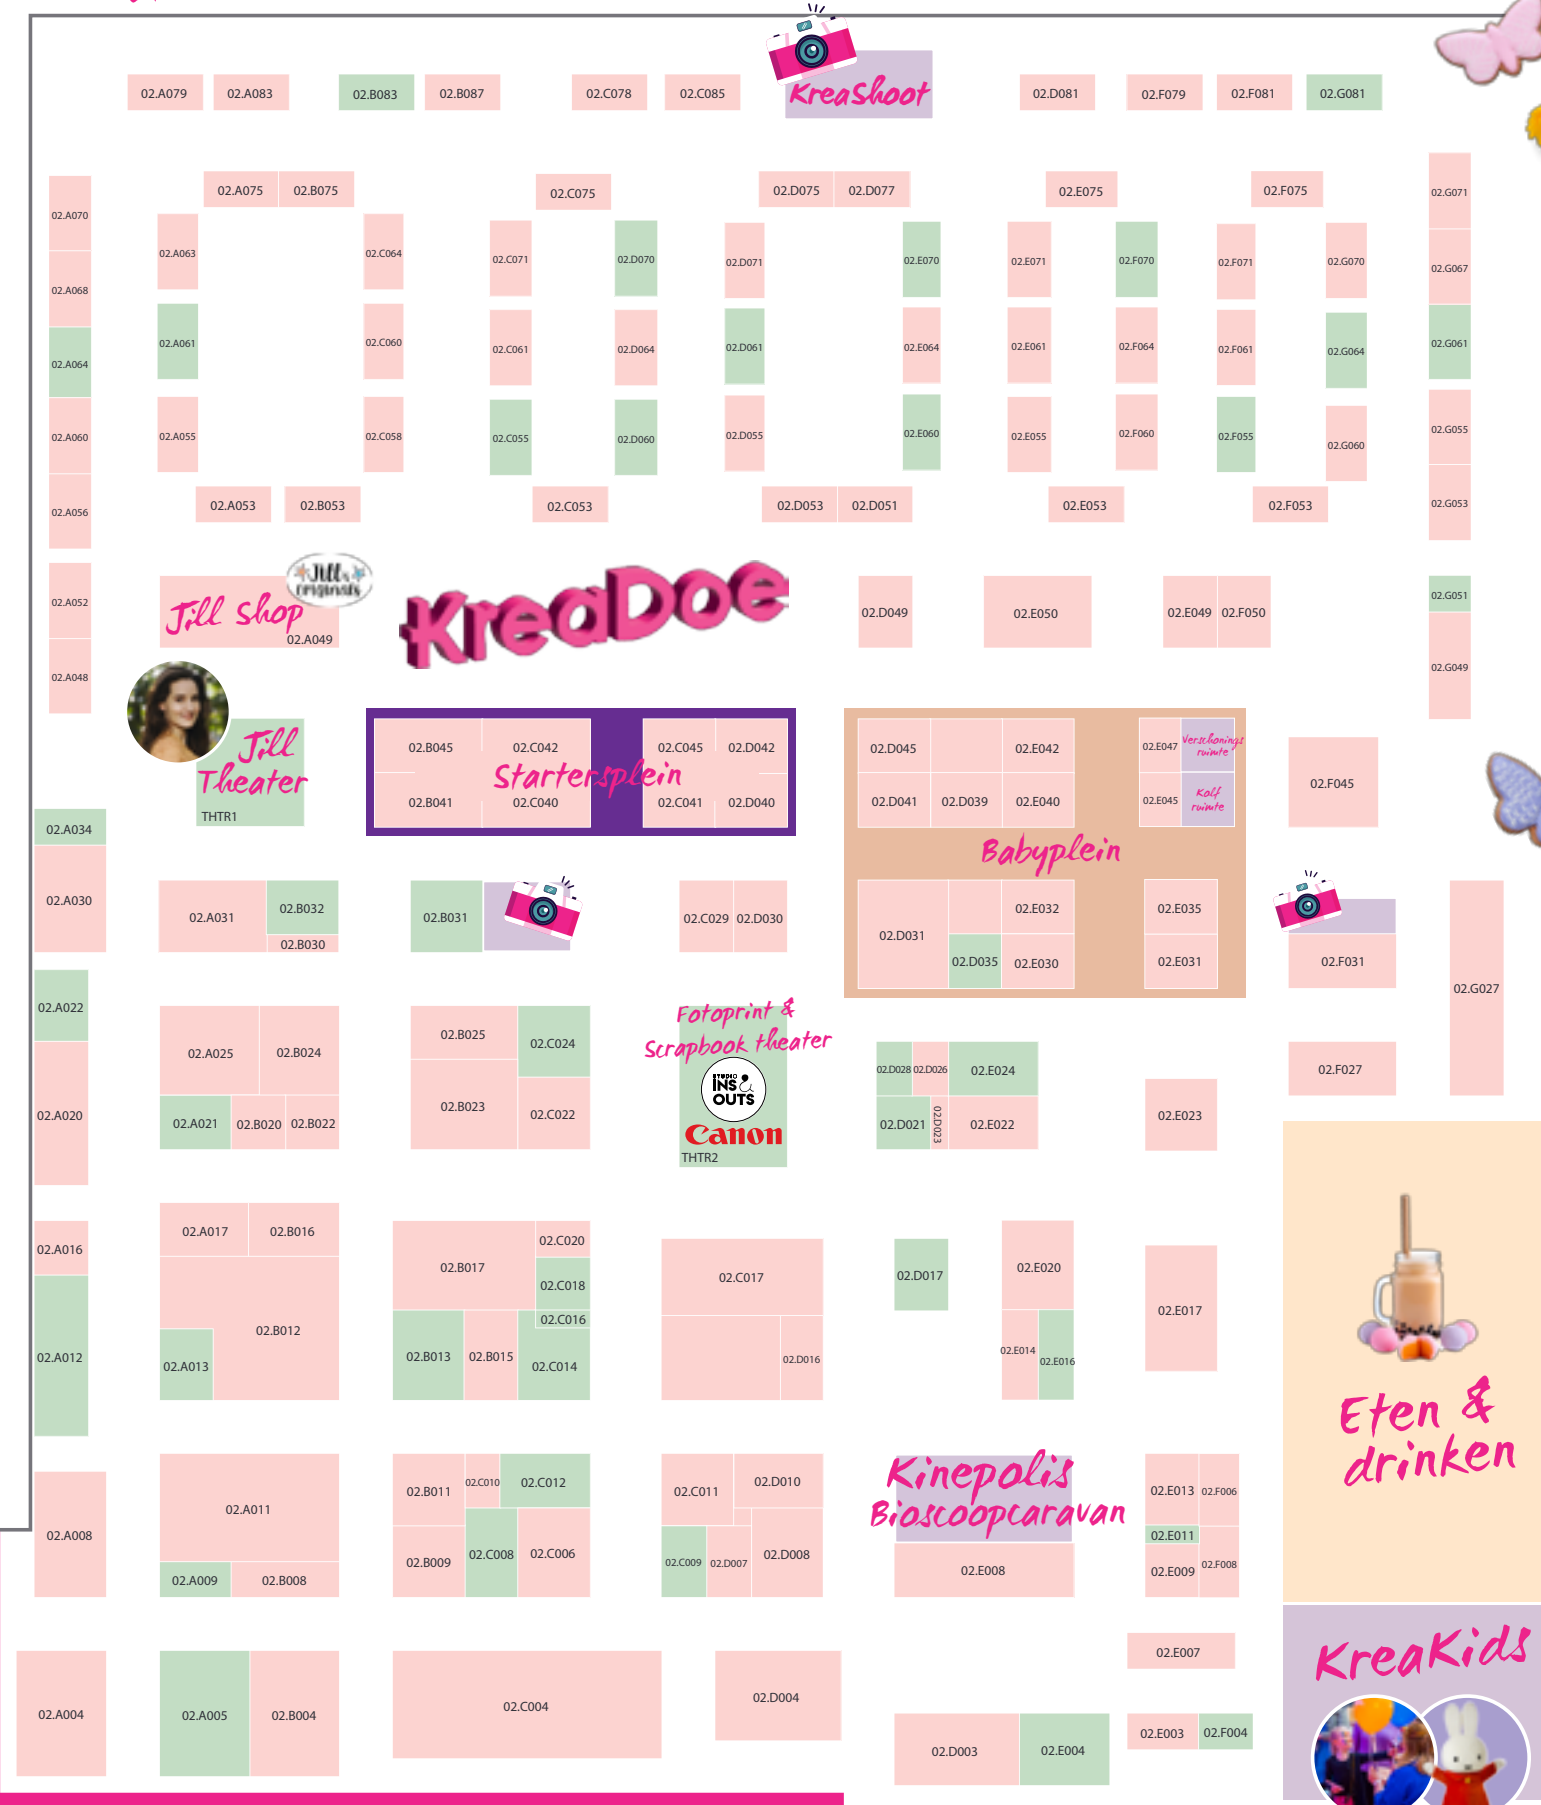 KreaShoot
02.A079 02.A083 02.B083 02.B087 02.C078 02.C085 02.D081 02.F079 02.F081 02.G081
02.A075 02.B075 02.C075 02.D075 02.D077 02.E075 02.F075 02.G071
02.A070
02.A063 02.C064 02.C071 02.D070 02.D071 02.E070 02.E071 02.F070 02.F071 02.G070 02.G067
02.A068
02.A061 02.C060 02.C061 02.D064 02.D061 02.E064 02.E061 02.F064 02.F061 02.G064 02.G061
02.A064
02.A060 02.A055 02.C058 02.C055 02.D060 02.D055 02.E060 02.E055 02.F060 02.F055 02.G060 02.G055
02.A056 02.A053 02.B053 02.C053 02.D053 02.D051 02.E053 02.F053 02.G053
Jill's
originals
KreaDoe
02.A052 Jill Shop 02.D049 02.E050 02.E049 02.F050 02.G051
02.A049
02.A048 02.G049
Jill
Theater
THTR1
02.B045 02.C042 02.C045 02.D042
Startersplein
02.B041 02.C040 02.C041 02.D040
02.D045 02.E042 02.E047 Verschonings
ruimte
02.D041 02.D039 02.E040 02.E045 Kolf
ruimte
Babyplein
02.F045
02.A034
02.A030 02.A031 02.B032 02.B031 02.C029 02.D030 02.D031 02.E032 02.E035
02.B030
02.D035 02.E030 02.E031 02.F031 02.G027
02.A022
Fotoprint &
Scrapbook theater
STUDIO
INS &
OUTS
Canon
THTR2
02.A025 02.B024 02.B025 02.C024 02.D028 02.D026 02.E024 02.F027
02.A020 02.A021 02.B020 02.B022 02.B023 02.C022 02.D021 02.D023 02.E022 02.E023
02.A017 02.B016 02.C020
02.A016 02.B017 02.C018 02.C017 02.D017 02.E020
02.B012 02.C016 02.E017
02.A012 02.A013 02.B013 02.B015 02.C014 02.D016 02.E014 02.E016
Eten &
drinken
Kinepolis
Bioscoopcaravan
02.A011 02.B011 02.C010 02.C012 02.C011 02.D010 02.E013 02.F006
02.A008 02.E011
02.B009 02.C008 02.C006 02.C009 02.D007 02.D008 02.E008 02.E009 02.F008
02.A009 02.B008
02.E007
KreaKids
02.A004 02.A005 02.B004 02.C004 02.D004
02.D003 02.E004 02.E003 02.F004